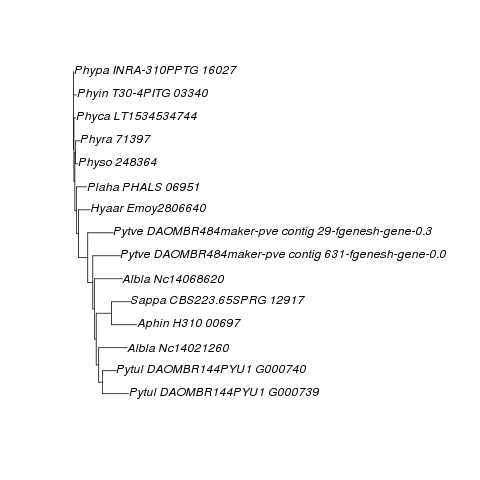 Phypa INRA-310PPTG 16027
Phyin T30-4PITG 03340
Phyca LT1534534744
Phyra 71397
Physo 248364
Plaha PHALS 06951
Hyaar Emoy2806640
Pytve DAOMBR484maker-pve contig 29-fgenesh-gene-0.3
Pytve DAOMBR484maker-pve contig 631-fgenesh-gene-0.0
Albla Nc14068620
Sappa CBS223.65SPRG 12917
Aphin H310 00697
Albla Nc14021260
Pytul DAOMBR144PYU1 G000740
Pytul DAOMBR144PYU1 G000739